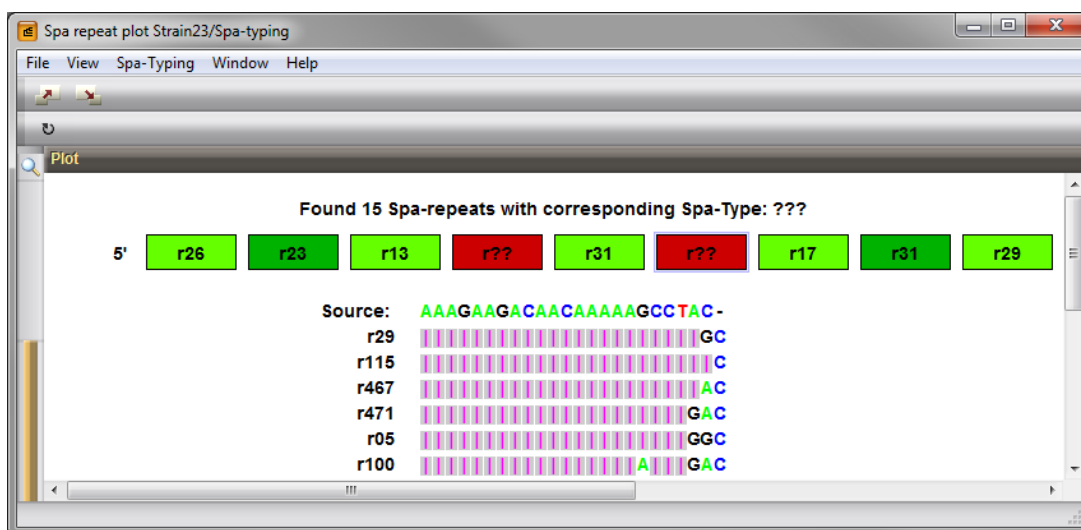 Spa repeat plot Strain23/Spa-typing
File View Spa-Typing Window Help
Plot
Found 15 Spa-repeats with corresponding Spa-Type: ???
5' r26 r23 r13 r?? r31 r?? r17 r31 r29
Source: AAAGAAGACAACAAAAAGCCTAC-
r29 ||||||||||||||||||||||GC
r115 |||||||||||||||||||||||C
r467 ||||||||||||||||||||||AC
r471 |||||||||||||||||||||GAC
r05 |||||||||||||||||||||GGC
r100 |||||||||||||||||A|||GAC